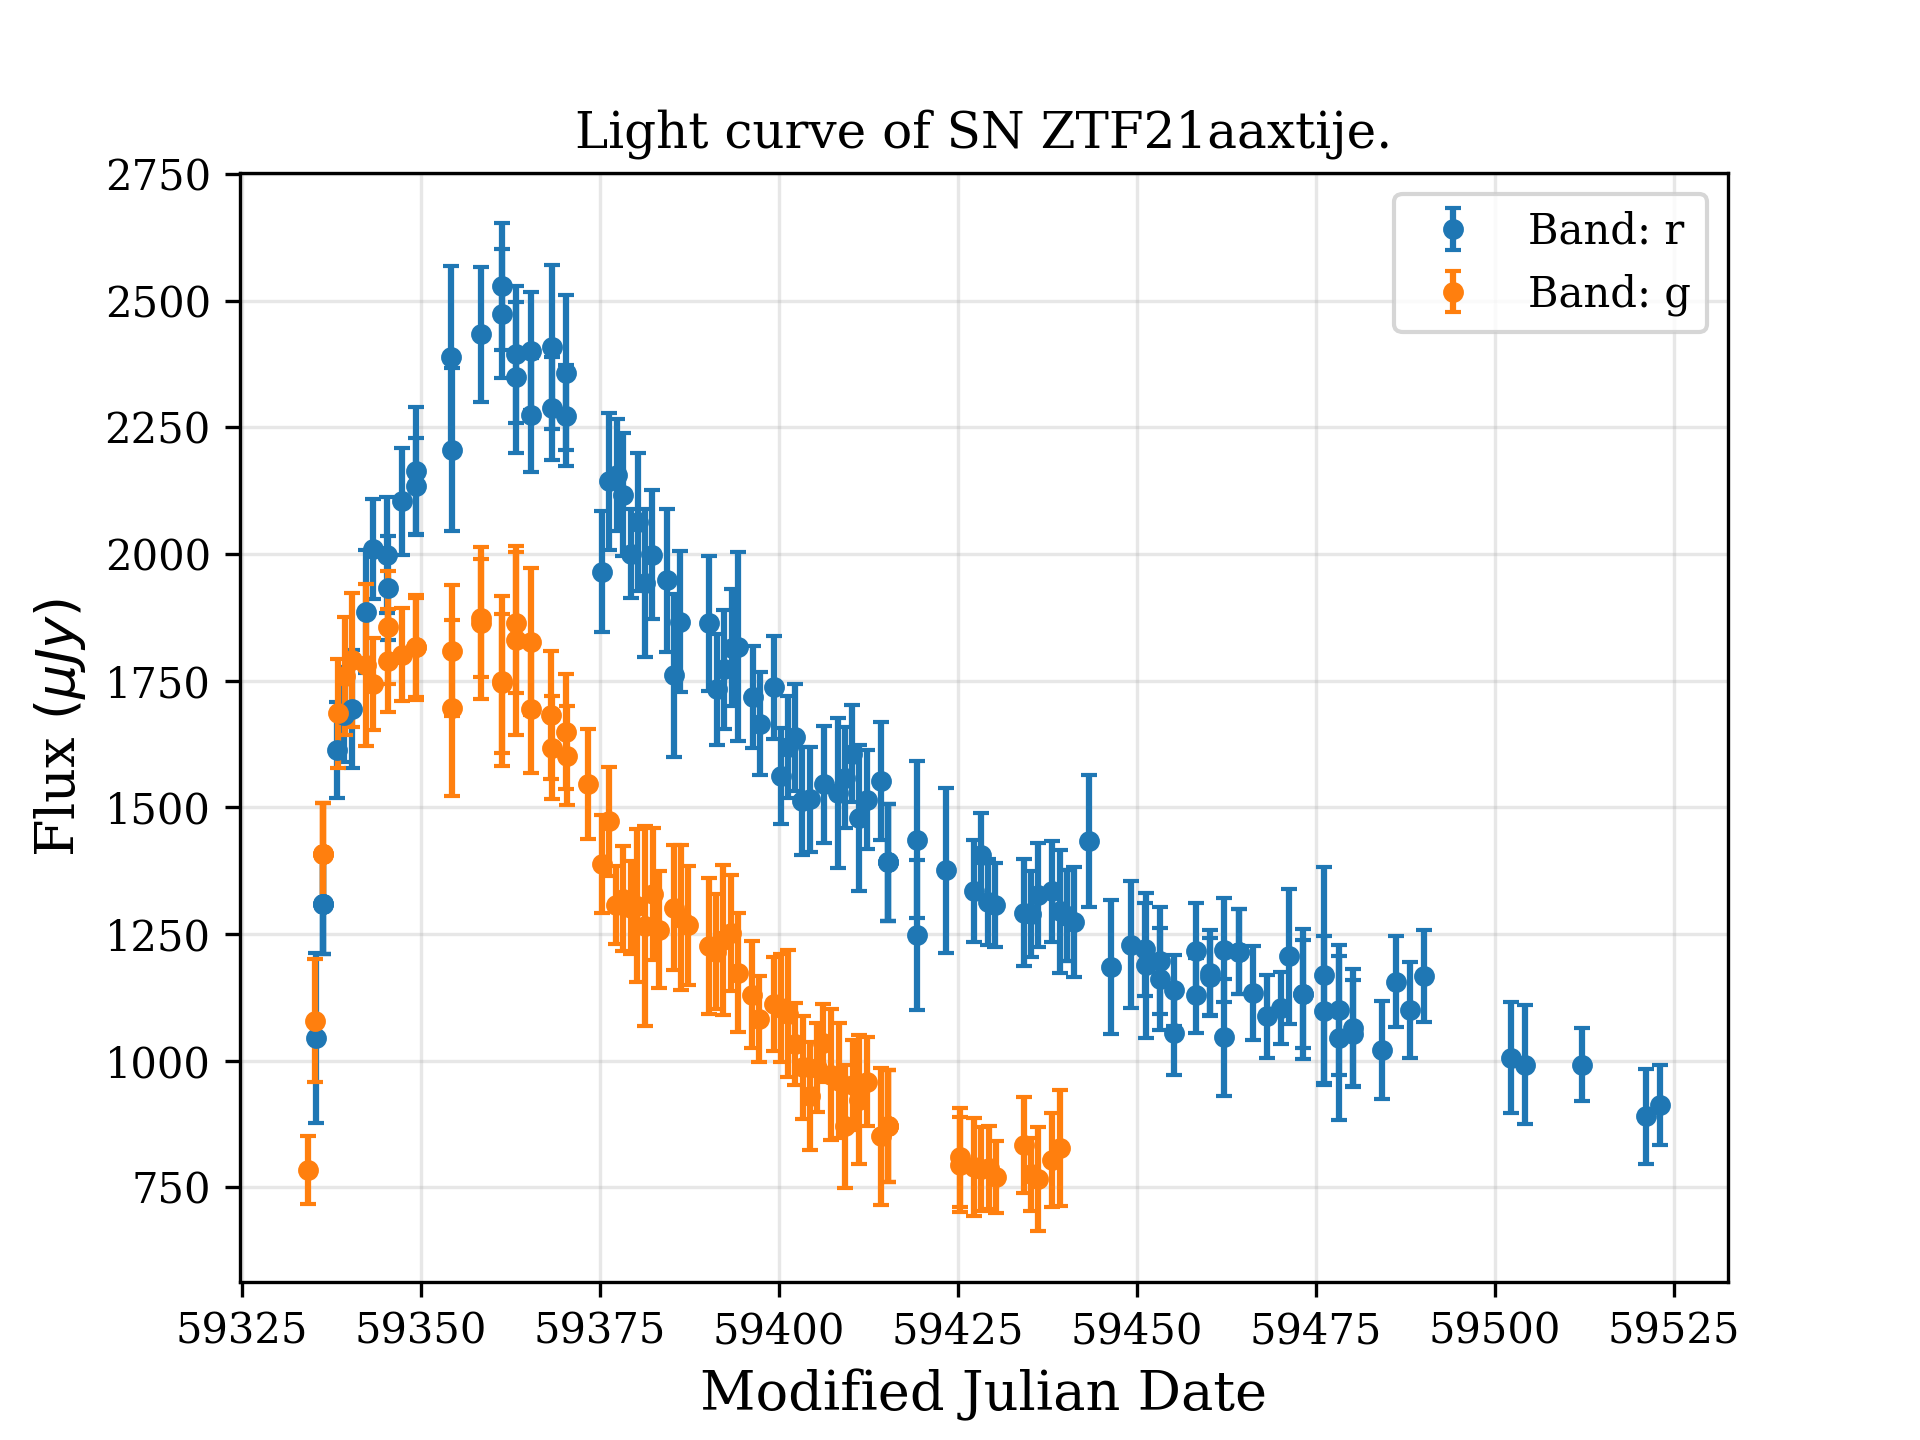 Light curve of SN ZTF21aaxtije.
2750
2500
2250
2000
1750
1500
1250
1000
750
Flux (μJy)
Band: r
Band: g
59325 59350 59375 59400 59425 59450 59475 59500 59525
Modified Julian Date